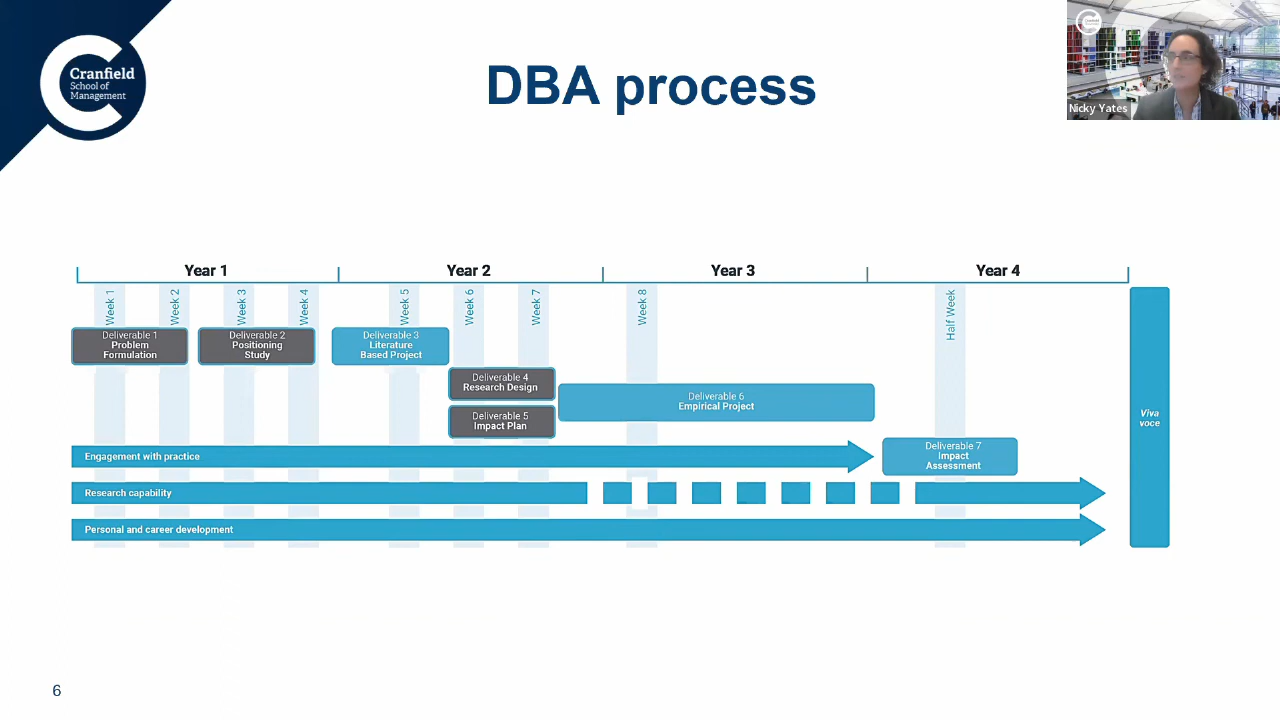 Cranfield
School of
Management
DBA process
Cranfield
Nicky Yates
Year 1
Year 2
Year 3
Year 4
Week 1
Week 2
Week 3
Week 4
Week 5
Week 6
Week 7
Week 8
Half Week
Deliverable 1
Problem
Formulation
Deliverable 2
Positioning
Study
Deliverable 3
Literature
Based Project
Deliverable 4
Research Design
Deliverable 5
Impact Plan
Deliverable 6
Empirical Project
Deliverable 7
Impact
Assessment
Viva
voce
Engagement with practice
Research capability
Personal and career development
6